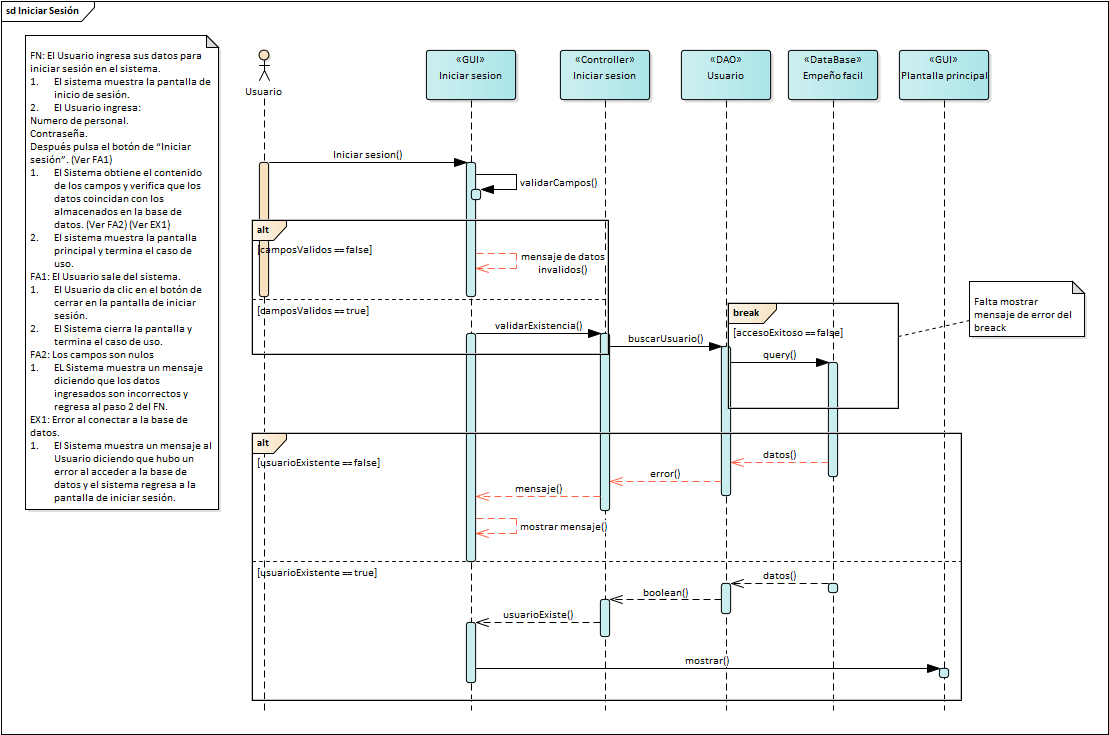 sd Iniciar Sesión
FN: El Usuario ingresa sus datos para
iniciar sesión en el sistema.
1. El sistema muestra la pantalla de
inicio de sesión.
2. El Usuario ingresa:
Numero de personal.
Contraseña.
Después pulsa el botón de “Iniciar
sesión”. (Ver FA1)
1. El Sistema obtiene el contenido
de los campos y verifica que los
datos coincidan con los
almacenados en la base de
datos. (Ver FA2) (Ver EX1)
2. El sistema muestra la pantalla
principal y termina el caso de
uso.
FA1: El Usuario sale del sistema.
1. El Usuario da clic en el botón de
cerrar en la pantalla de iniciar
sesión.
2. El Sistema cierra la pantalla y
termina el caso de uso.
FA2: Los campos son nulos
1. EL Sistema muestra un mensaje
diciendo que los datos
ingresados son incorrectos y
regresa al paso 2 del FN.
EX1: Error al conectar a la base de
datos.
1. El Sistema muestra un mensaje al
Usuario diciendo que hubo un
error al acceder a la base de
datos y el sistema regresa a la
pantalla de iniciar sesión.
Usuario
«GUI»
Iniciar sesion
«Controller»
Iniciar sesion
«DAO»
Usuario
«DataBase»
Empeño facil
«GUI»
Plantalla principal
Iniciar sesion()
validarCampos()
alt
[camposValidos == false]
mensaje de datos
invalidos()
[camposValidos == true]
validarExistencia()
buscarUsuario()
break
[accesoExitoso == false]
query()
Falta mostrar
mensaje de error del
breack
alt
[usuarioExistente == false]
datos()
error()
mensaje()
mostrar mensaje()
[usuarioExistente == true]
datos()
boolean()
usuarioExiste()
mostrar()